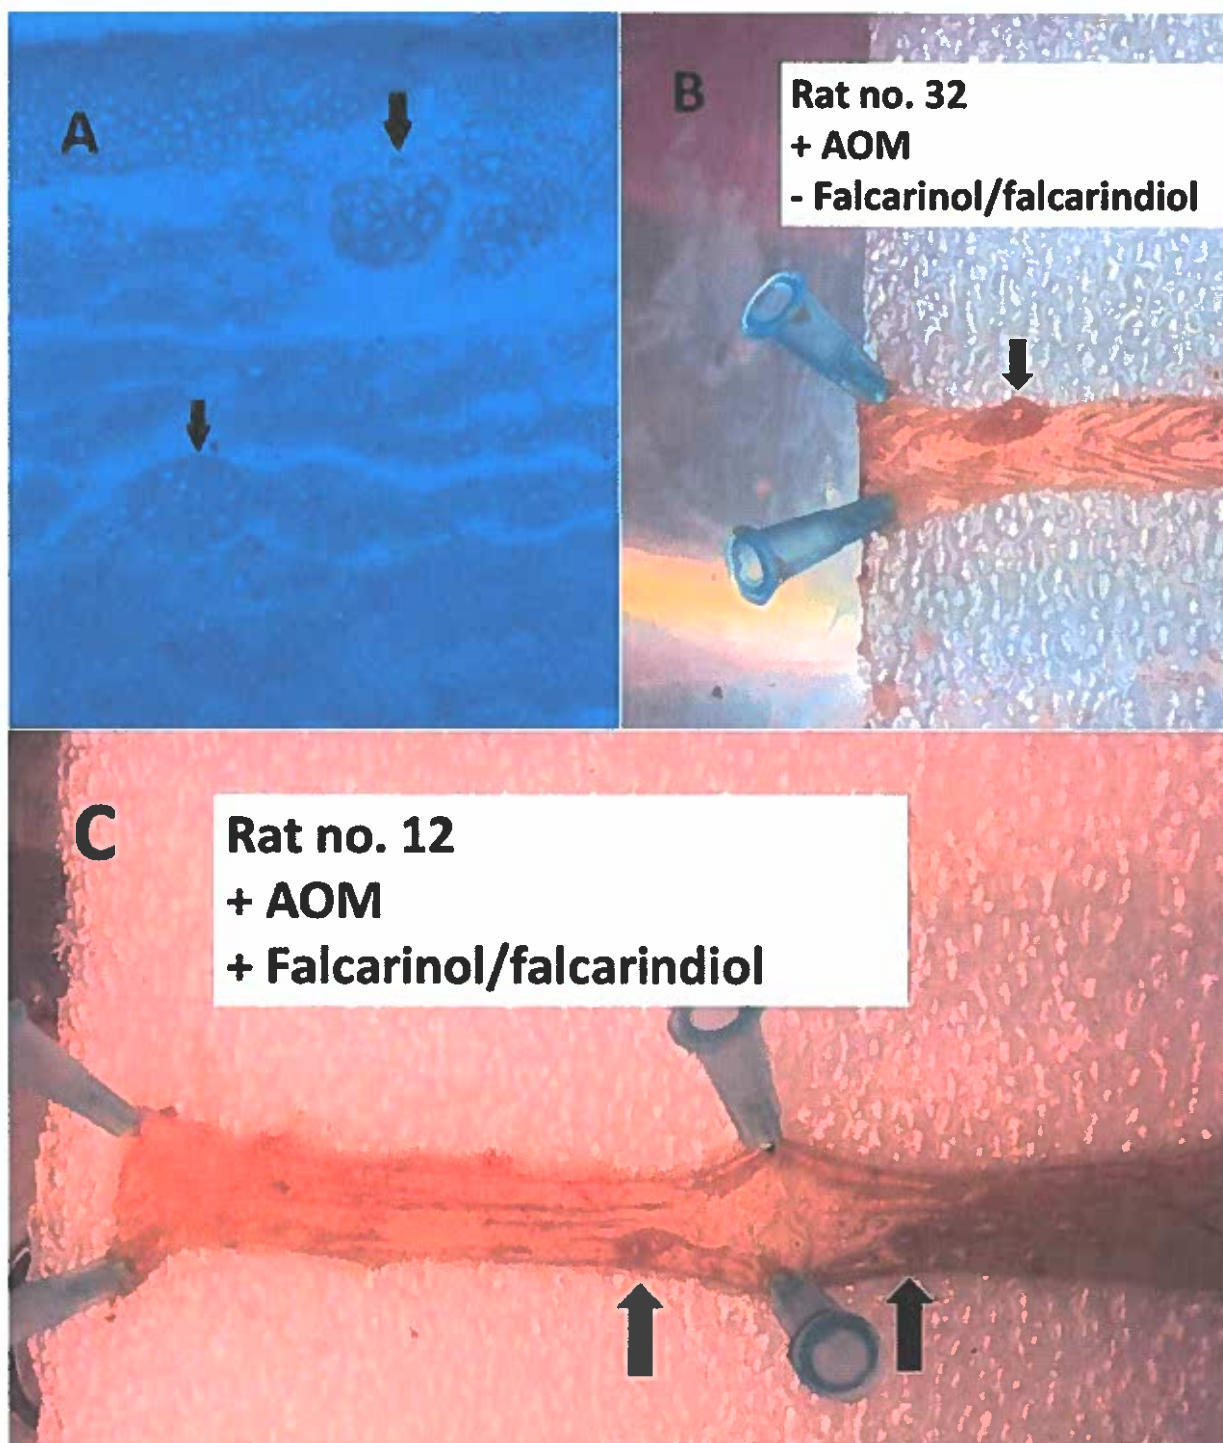 A
B
Rat no. 32
+ AOM
- Falcarinol/falcarindiol
C
Rat no. 12
+ AOM
+ Falcarinol/falcarindiol